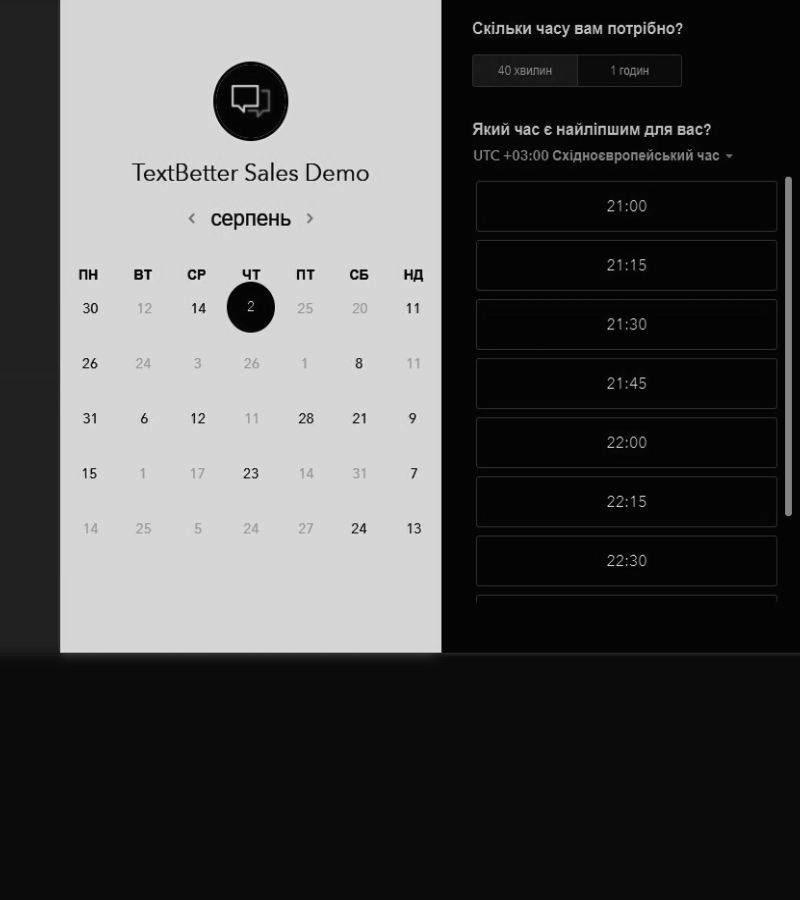 TextBetter Sales Demo
серпень
ПН ВТ СР ЧТ ПТ СБ НД
30 12 14 2 25 20 11
26 24 3 26 1 8 11
31 6 12 11 28 21 9
15 1 17 23 14 31 7
14 25 5 24 27 24 13
Скільки часу вам потрібно?
40 хвилин 1 годин
Який час є найліпшим для вас?
UTC +03:00 Східноєвропейський час
21:00
21:15
21:30
21:45
22:00
22:15
22:30